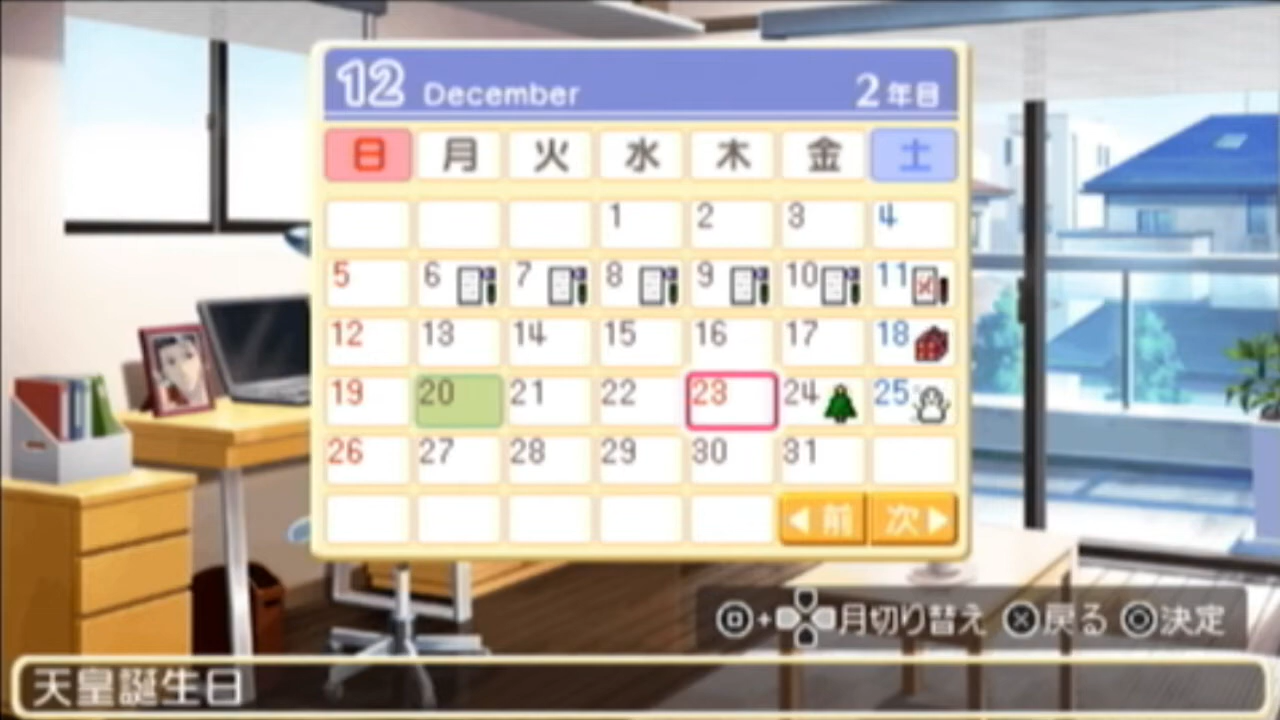 12 December 2年目
日 月 火 水 木 金 土
1 2 3 4
5 6 7 8 9 10 11
12 13 14 15 16 17 18
19 20 21 22 23 24 25
26 27 28 29 30 31
前 次
+ 月切り替え 戻る 決定
天皇誕生日